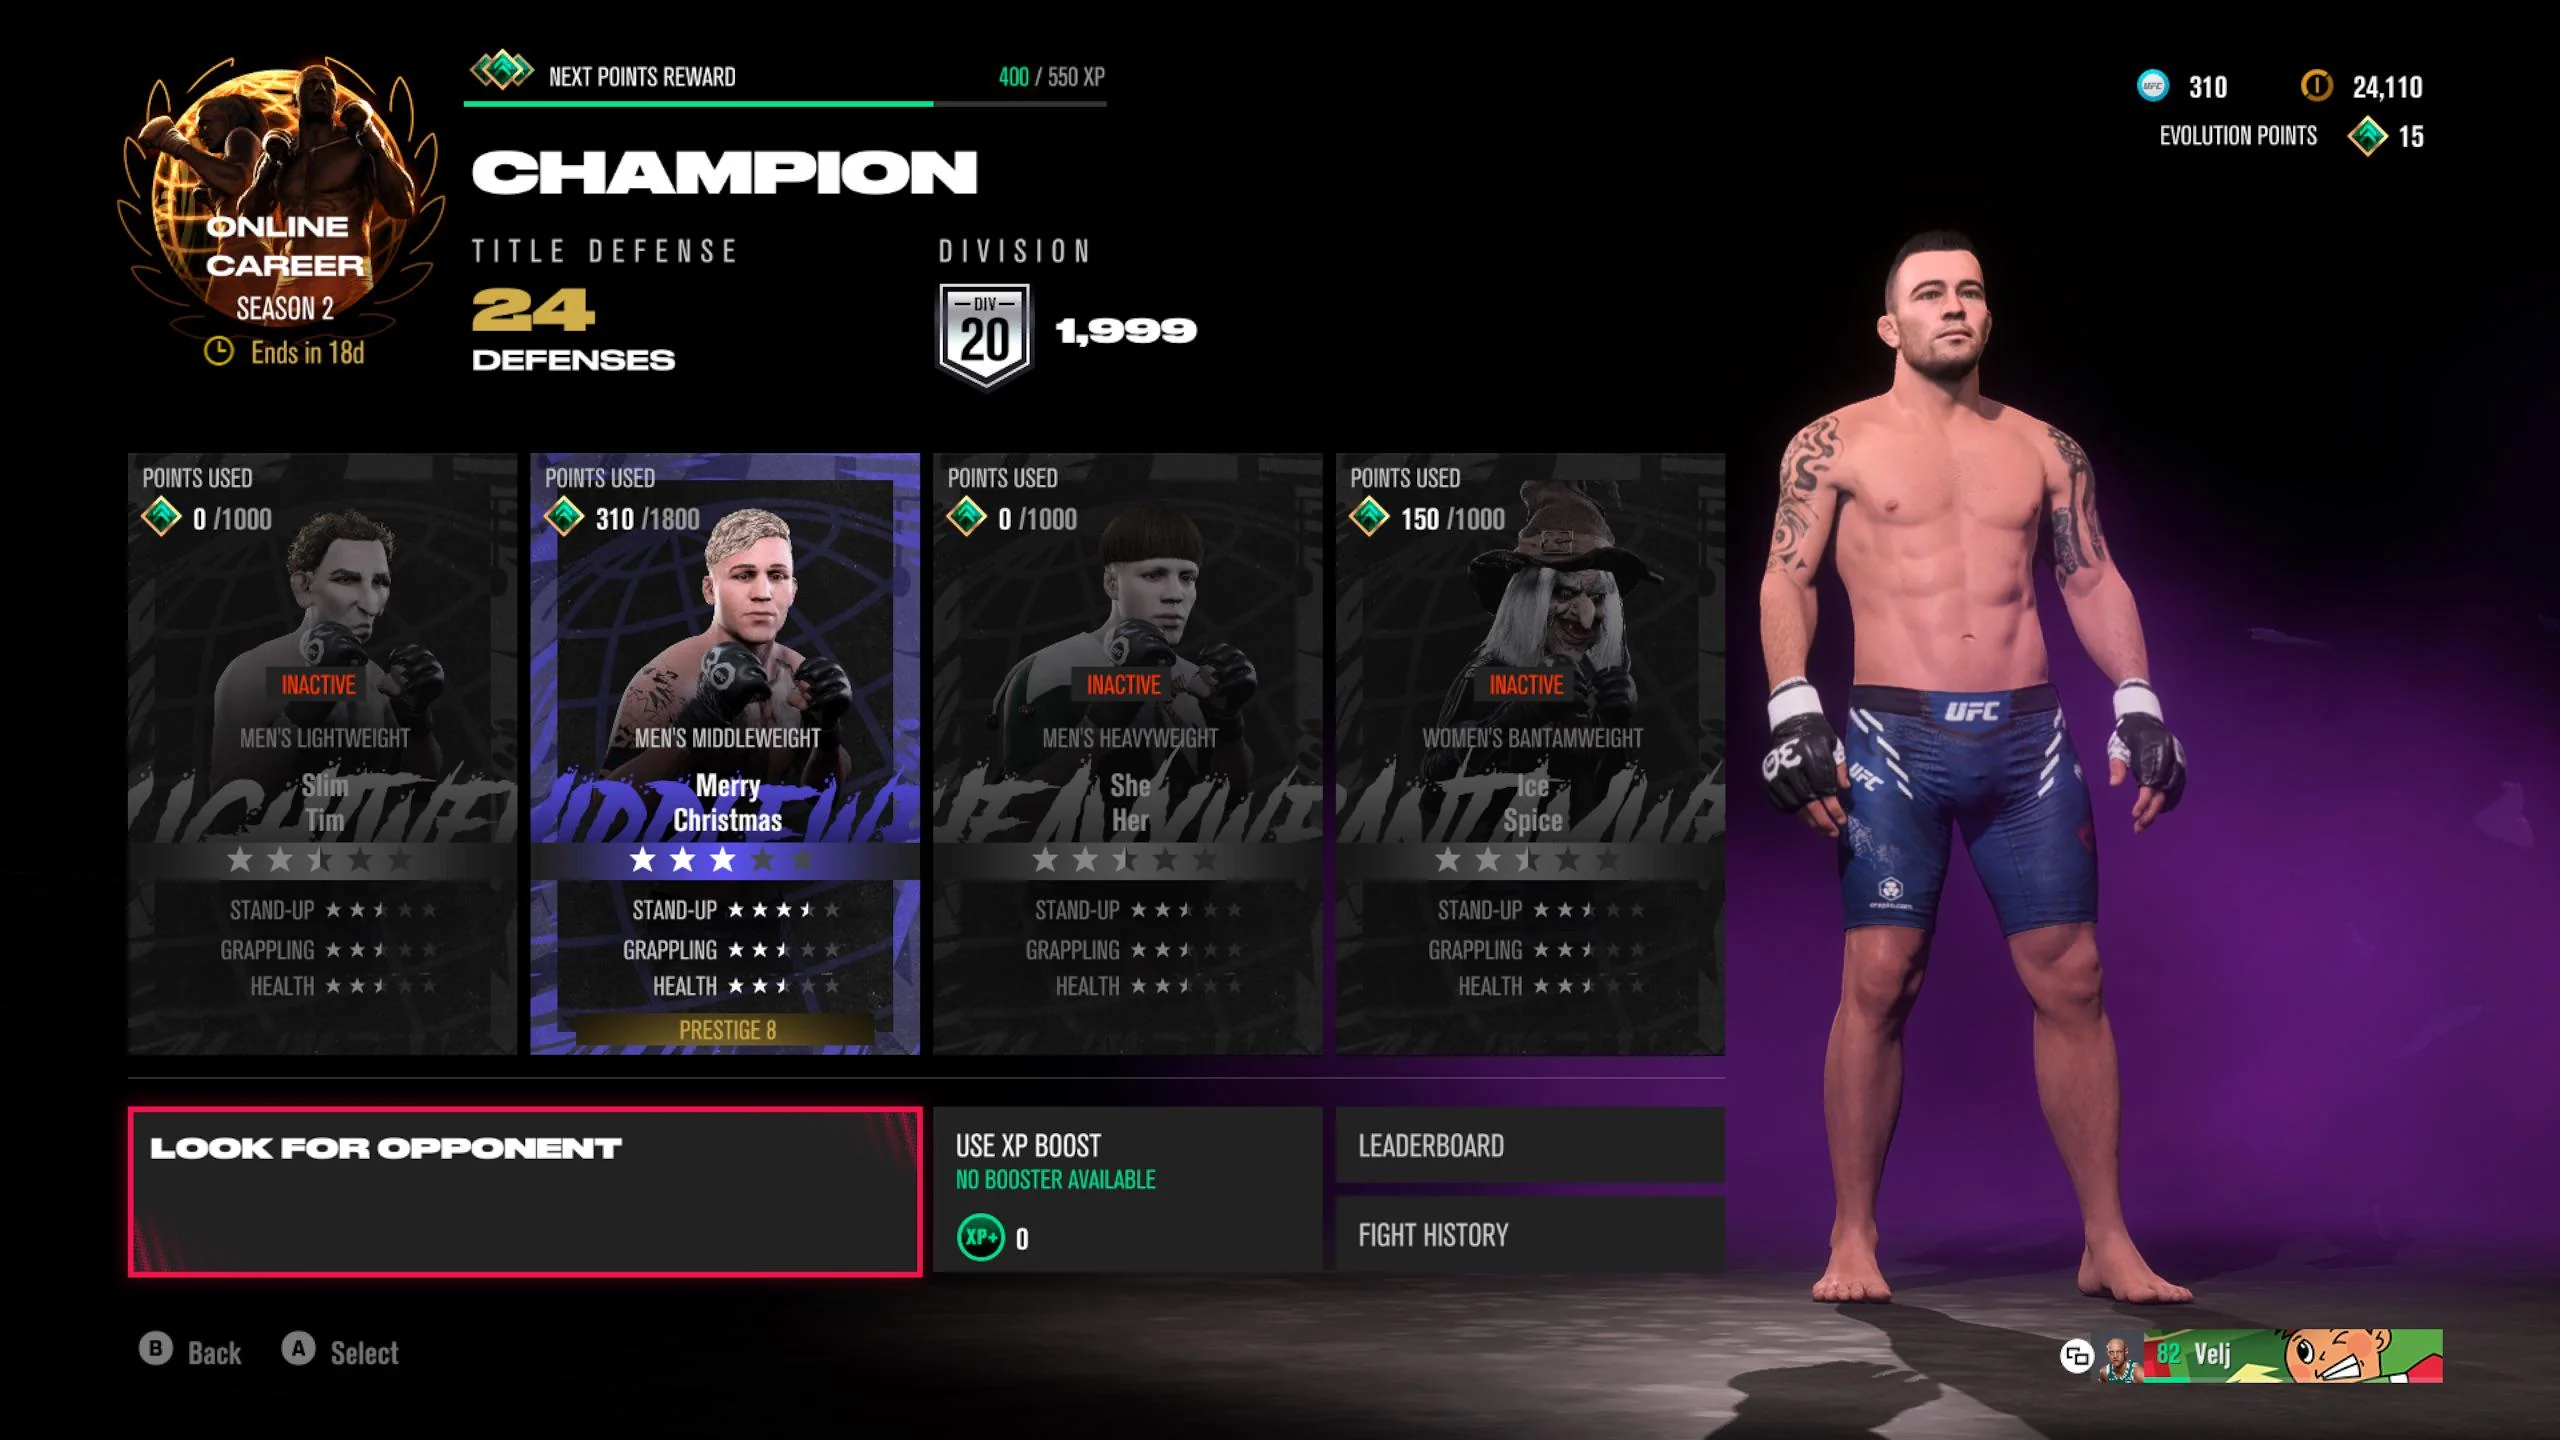 NEXT POINTS REWARD 400 / 550 XP
310 24,110
EVOLUTION POINTS 15
ONLINE
CAREER
SEASON 2
Ends in 18d
CHAMPION
TITLE DEFENSE
24
DEFENSES
DIVISION
DIV
20
1,999
POINTS USED
0 /1000
INACTIVE
MEN'S LIGHTWEIGHT
Slim
Tim
STAND-UP
GRAPPLING
HEALTH
POINTS USED
310 /1800
MEN'S MIDDLEWEIGHT
Merry
Christmas
STAND-UP
GRAPPLING
HEALTH
PRESTIGE 8
POINTS USED
0 /1000
INACTIVE
MEN'S HEAVYWEIGHT
She
Her
STAND-UP
GRAPPLING
HEALTH
POINTS USED
150 /1000
INACTIVE
WOMEN'S BANTAMWEIGHT
Ice
Spice
STAND-UP
GRAPPLING
HEALTH
UFC
UFC
30
crypto.com
LOOK FOR OPPONENT
USE XP BOOST
NO BOOSTER AVAILABLE
XP+ 0
LEADERBOARD
FIGHT HISTORY
B Back A Select
82 Velj